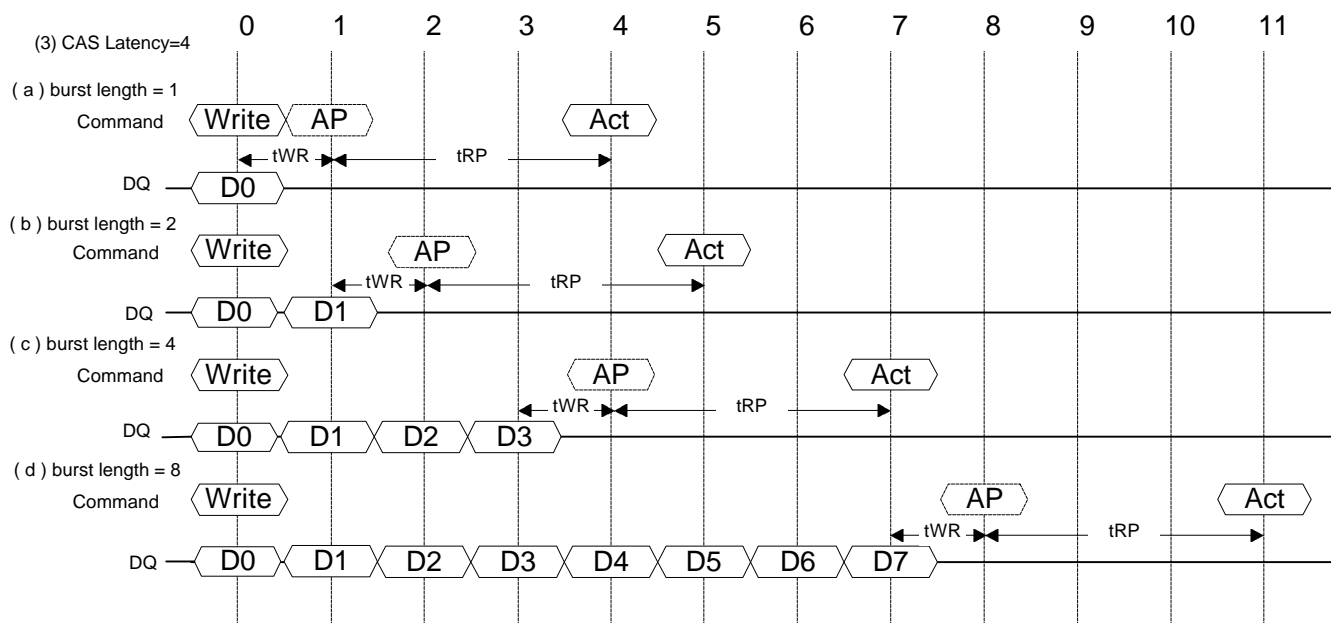 0 1 2 3 4 5 6 7 8 9 10 11
(3) CAS Latency=4
( a ) burst length = 1
Command Write AP Act
tWR tRP
DQ D0
( b ) burst length = 2
Command Write AP Act
tWR tRP
DQ D0 D1
( c ) burst length = 4
Command Write AP Act
tWR tRP
DQ D0 D1 D2 D3
( d ) burst length = 8
Command Write AP Act
tWR tRP
DQ D0 D1 D2 D3 D4 D5 D6 D7